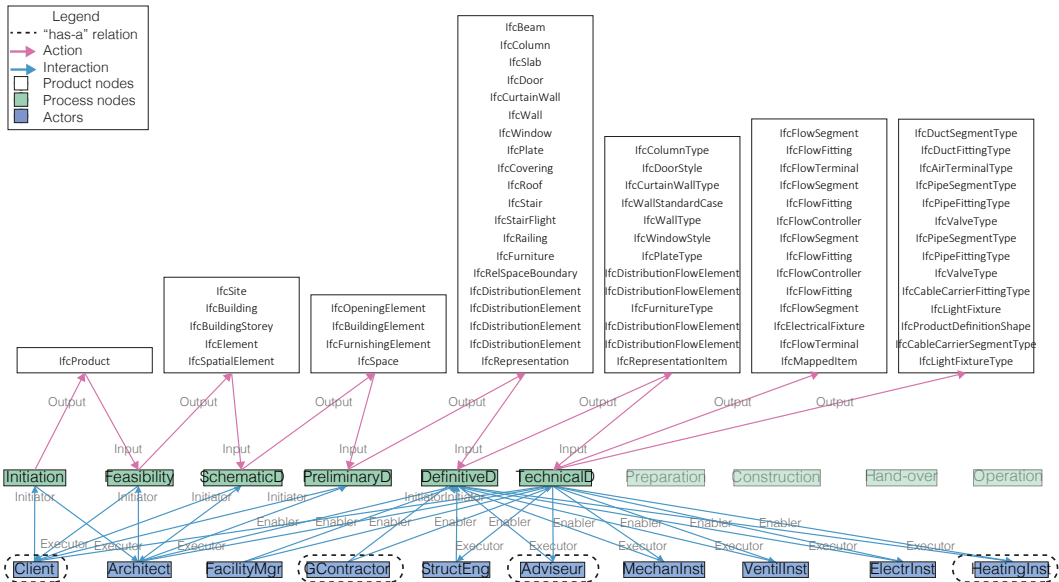 Legend
"has-a" relation
Action
Interaction
Product nodes
Process nodes
Actors
IfcProduct
IfcSite
IfcBuilding
IfcBuildingStorey
IfcElement
IfcSpatialElement
IfcOpeningElement
IfcBuildingElement
IfcFurnishingElement
IfcSpace
IfcBeam
IfcColumn
IfcSlab
IfcDoor
IfcCurtainWall
IfcWall
IfcWindow
IfcPlate
IfcCovering
IfcRoof
IfcStair
IfcStairFlight
IfcRailing
IfcFurniture
IfcRelSpaceBoundary
IfcDistributionElement
IfcDistributionElement
IfcDistributionElement
IfcDistributionElement
IfcRepresentation
IfcColumnType
IfcDoorStyle
IfcCurtainWallType
IfcWallStandardCase
IfcWallType
IfcWindowStyle
IfcPlateType
IfcDistributionFlowElement
IfcDistributionFlowElement
IfcFurnitureType
IfcDistributionFlowElement
IfcDistributionFlowElement
IfcRepresentationItem
IfcFlowSegment
IfcFlowFitting
IfcFlowTerminal
IfcFlowSegment
IfcFlowFitting
IfcFlowController
IfcFlowSegment
IfcFlowFitting
IfcFlowController
IfcFlowFitting
IfcFlowSegment
IfcElectricalFixture
IfcFlowTerminal
IfcMappedItem
IfcDuctSegmentType
IfcDuctFittingType
IfcAirTerminalType
IfcPipeSegmentType
IfcPipeFittingType
IfcValveType
IfcPipeSegmentType
IfcPipeFittingType
IfcValveType
IfcCableCarrierFittingType
IfcLightFixture
IfcProductDefinitionShape
IfcCableCarrierSegmentType
IfcLightFixtureType
Output Output Output Output Output Output Output
Input Input Input Input Input
Initiation Feasibility SchematicD PreliminaryD DefinitiveD TechnicalD Preparation Construction Hand-over Operation
Initiator Initiator Initiator Initiator Initiator Initiator
Enabler Enabler Enabler Enabler Enabler Enabler Enabler Enabler Enabler
Executor Executor Executor Executor Executor Executor Executor Executor Executor
Client Architect FacilityMgr GContractor StructEng Adviseur MechanInst VentilInst ElectrInst HeatingInst